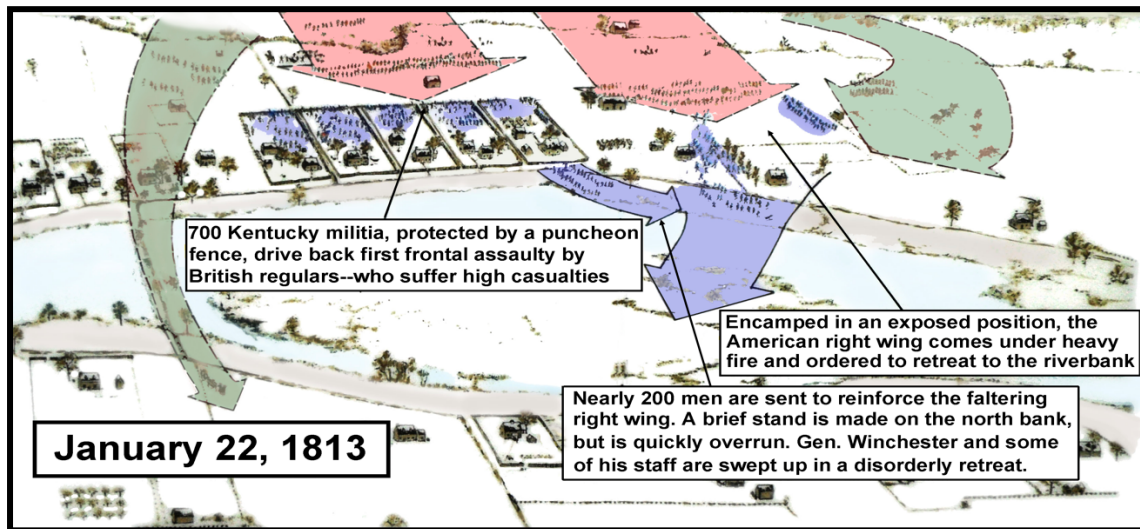 700 Kentucky militia, protected by a puncheon
fence, drive back first frontal assaulty by
British regulars--who suffer high casualties
Encamped in an exposed position, the
American right wing comes under heavy
fire and ordered to retreat to the riverbank
Nearly 200 men are sent to reinforce the faltering
right wing. A brief stand is made on the north bank,
but is quickly overrun. Gen. Winchester and some
of his staff are swept up in a disorderly retreat.
January 22, 1813